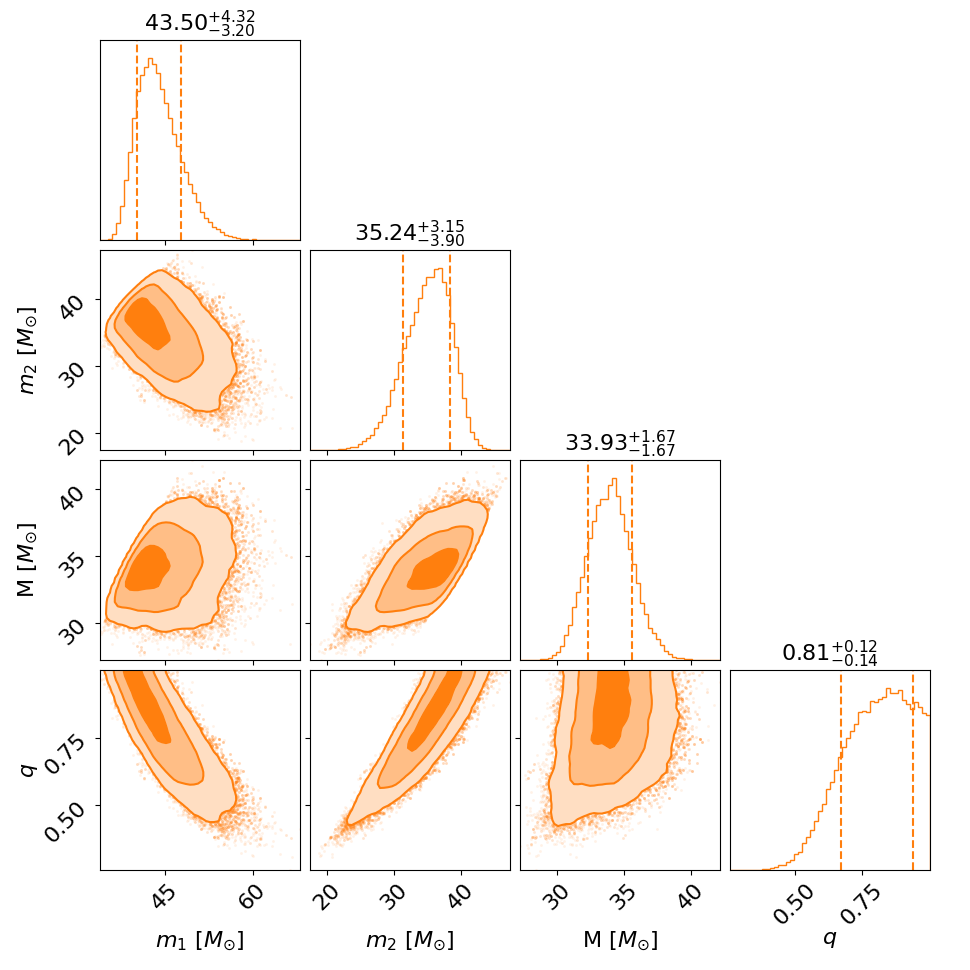 43.50^{+4.32}_{-3.20}
35.24^{+3.15}_{-3.90}
m_2 [M_⊙]
40
30
20
33.93^{+1.67}_{-1.67}
M [M_⊙]
40
35
30
0.81^{+0.12}_{-0.14}
q
0.75
0.50
45 60 20 30 40 30 35 40 0.50 0.75
m_1 [M_⊙] m_2 [M_⊙] M [M_⊙] q